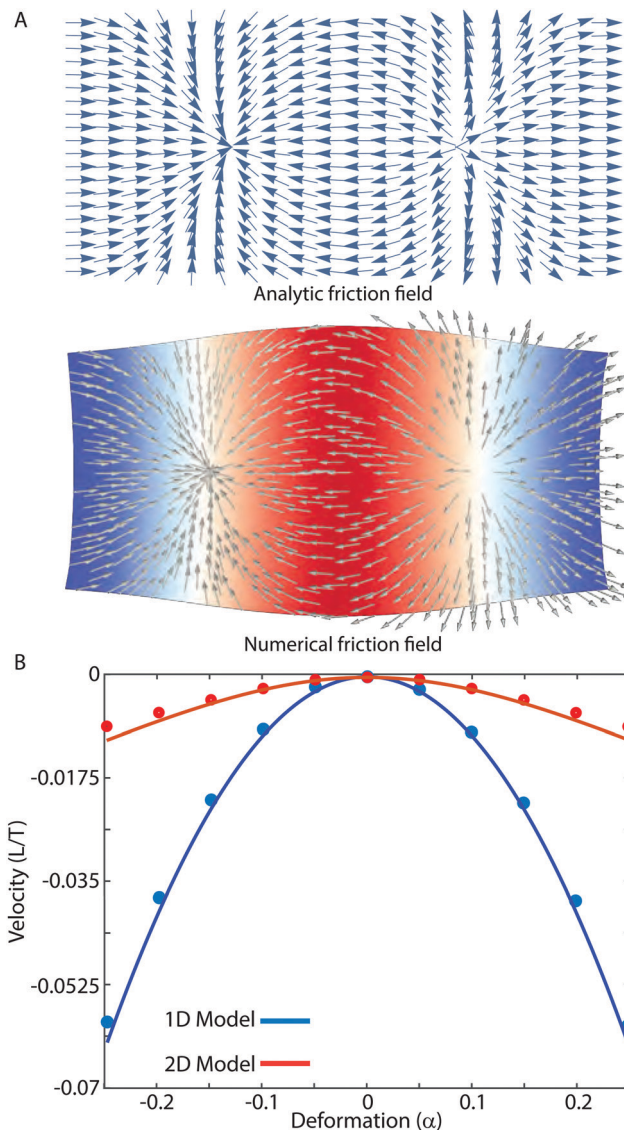 A
Analytic friction field
Numerical friction field
B
0
-0.0175
-0.035
-0.0525
-0.07
Velocity (L/T)
1D Model
2D Model
-0.2 -0.1 0 0.1 0.2
Deformation (α)